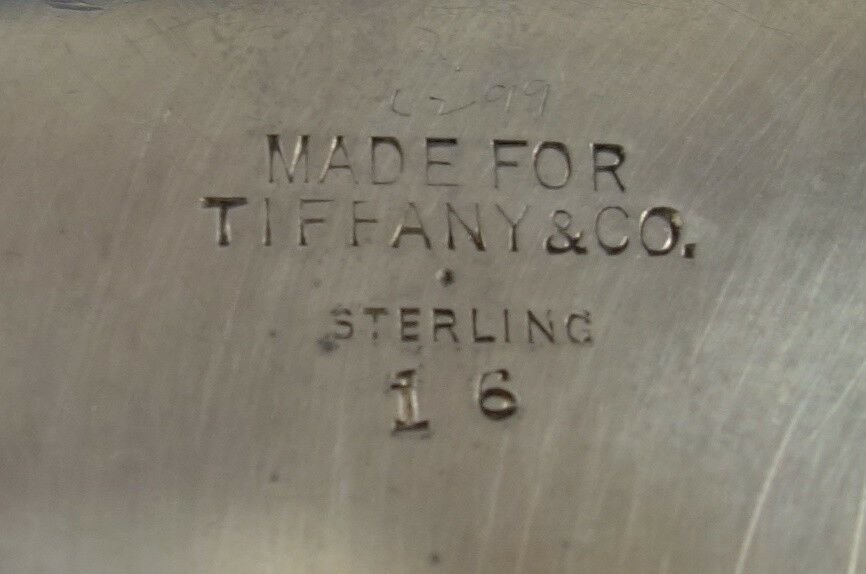 MADE FOR
TIFFANY & CO.
STERLING
16